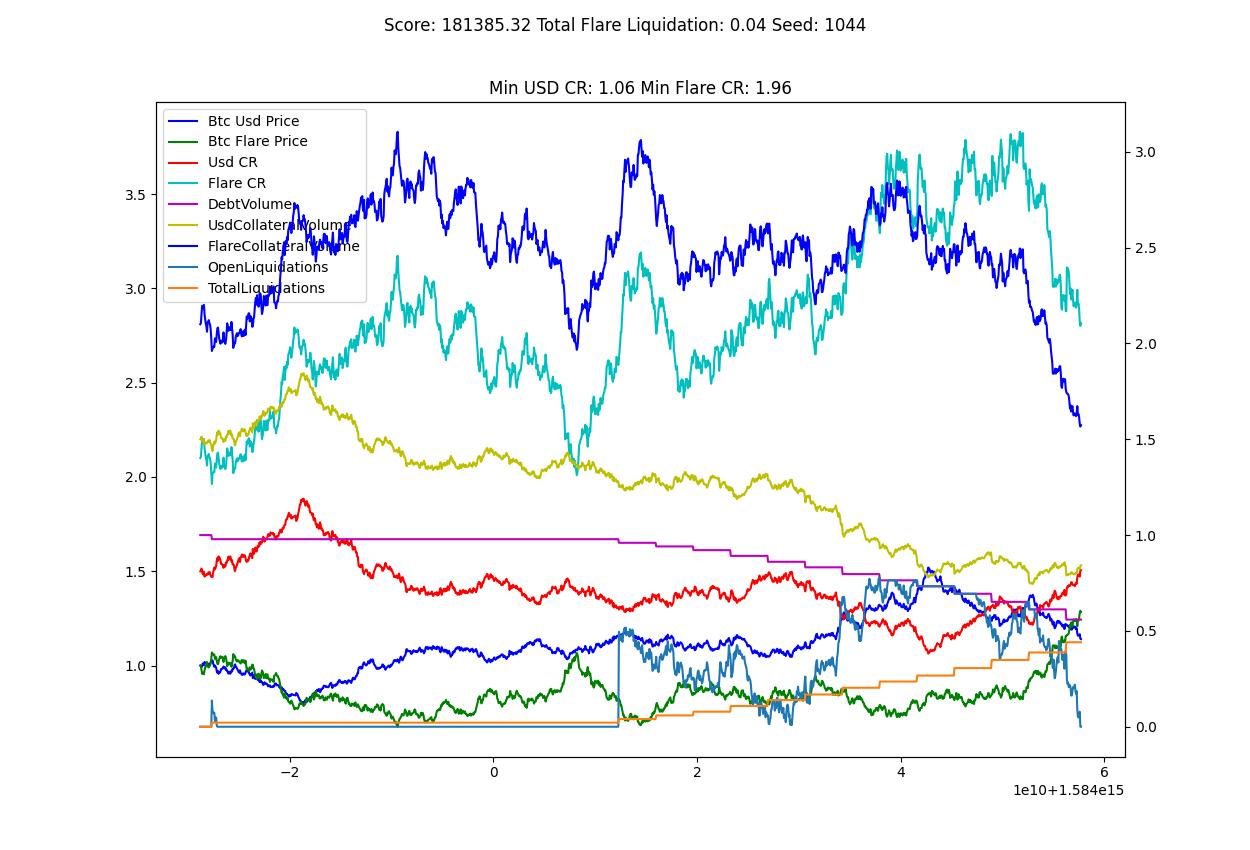 Score: 181385.32 Total Flare Liquidation: 0.04 Seed: 1044
Min USD CR: 1.06 Min Flare CR: 1.96
Btc Usd Price
Btc Flare Price
Usd CR
Flare CR
DebtVolume
UsdCollateralVolume
FlareCollateralVolume
OpenLiquidations
TotalLiquidations
3.5
3.0
2.5
2.0
1.5
1.0
3.0
2.5
2.0
1.5
1.0
0.5
0.0
−2 0 2 4 6
1e10+1.584e15